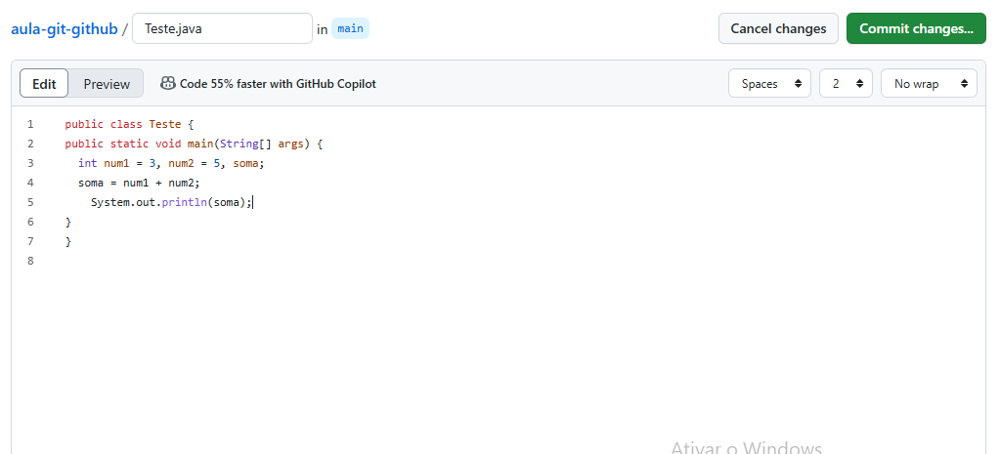 aula-git-github / Teste.java in main Cancel changes Commit changes...
Edit Preview Code 55% faster with GitHub Copilot Spaces 2 No wrap
1 public class Teste {
2 public static void main(String[] args) {
3   int num1 = 3, num2 = 5, soma;
4   soma = num1 + num2;
5     System.out.println(soma);
6 }
7 }
8
Ativar o Windows